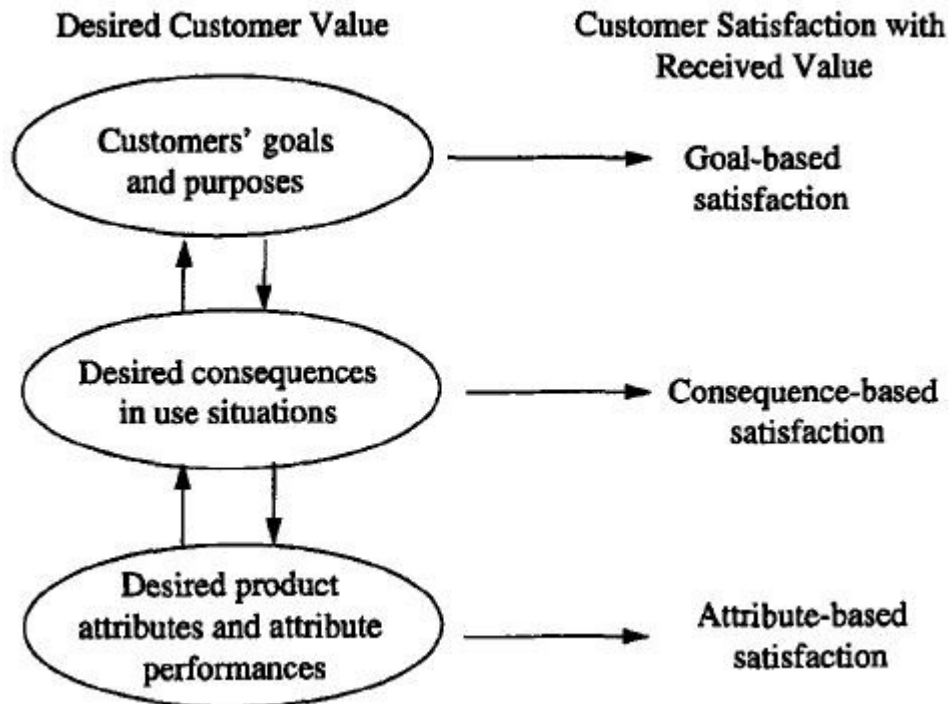 Desired Customer Value
Customer Satisfaction with
Received Value
Customers' goals
and purposes
Goal-based
satisfaction
Desired consequences
in use situations
Consequence-based
satisfaction
Desired product
attributes and attribute
performances
Attribute-based
satisfaction